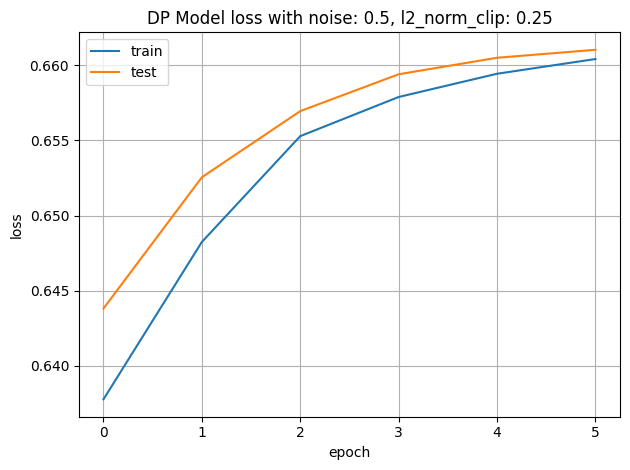 DP Model loss with noise: 0.5, l2_norm_clip: 0.25
train
test
0.660
0.655
0.650
0.645
0.640
loss
0 1 2 3 4 5
epoch